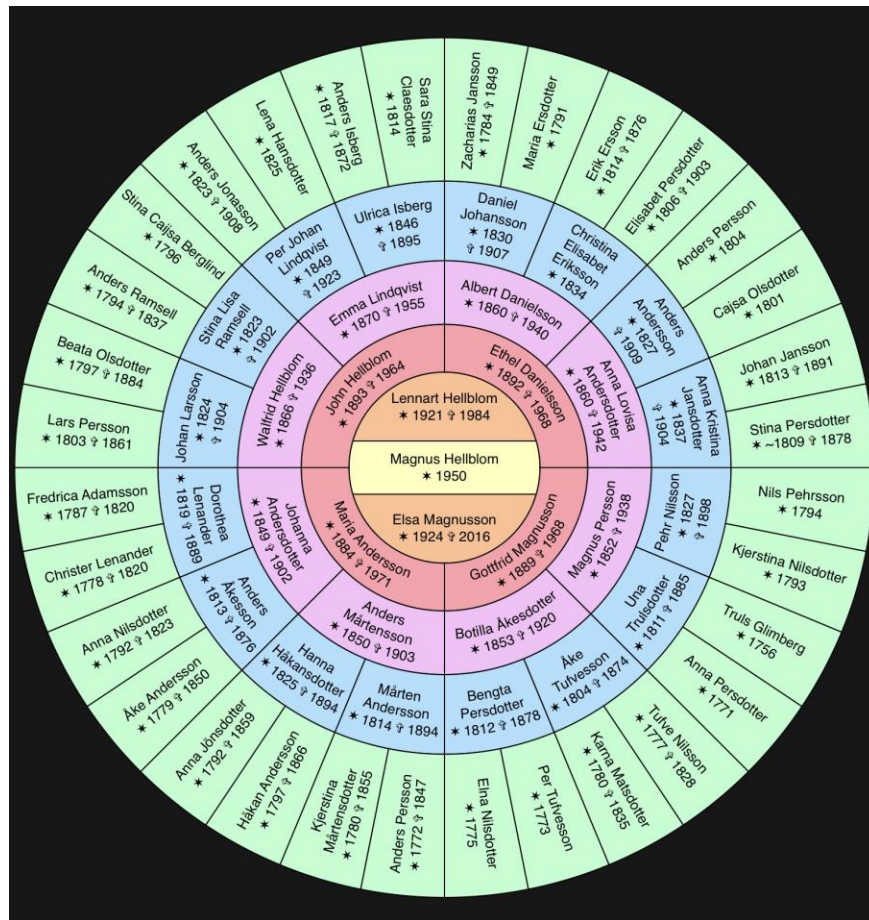 Magnus Hellblom
✶ 1950
Lennart Hellblom
✶ 1921 ✞ 1984
Elsa Magnusson
✶ 1924 ✞ 2016
John Hellblom
✶ 1893 ✞ 1964
Ethel Danielsson
✶ 1892 ✞ 1968
Gottfrid Magnusson
✶ 1889 ✞ 1968
Maria Andersson
✶ 1884 ✞ 1971
Walfrid Hellblom
✶ 1866 ✞ 1936
Emma Lindqvist
✶ 1870 ✞ 1955
Albert Danielsson
✶ 1860 ✞ 1940
Anna Lovisa
Andersdotter
✶ 1860 ✞ 1942
Magnus Persson
✶ 1852 ✞ 1938
Botilla Åkesdotter
✶ 1853 ✞ 1920
Anders
Mårtensson
✶ 1850 ✞ 1903
Johanna
Andersdotter
✶ 1849 ✞ 1902
Johan Larsson
✶ 1824
✞ 1904
Stina Lisa
Ramsell
✶ 1823
✞ 1902
Per Johan
Lindqvist
✶ 1849
✞ 1923
Ulrica Isberg
✶ 1846
✞ 1895
Daniel
Johansson
✶ 1830
✞ 1907
Christina
Elisabet
Eriksson
✶ 1834
Anders
Andersson
✶ 1827
✞ 1909
Anna Kristina
Jansdotter
✶ 1837
✞ 1904
Pehr Nilsson
✶ 1827
✞ 1898
Una
Trulsdotter
✶ 1811 ✞ 1885
Åke
Tufvesson
✶ 1804 ✞ 1874
Bengta
Persdotter
✶ 1812 ✞ 1878
Mårten
Andersson
✶ 1814 ✞ 1894
Hanna
Håkansdotter
✶ 1825 ✞ 1894
Anders
Åkesson
✶ 1813 ✞ 1876
Dorothea
Lenander
✶ 1819 ✞ 1889
Lars Persson
✶ 1803 ✞ 1861
Beata Olsdotter
✶ 1797 ✞ 1884
Anders Ramsell
✶ 1794 ✞ 1837
Stina Caijsa Berglind
✶ 1796
Anders Jonasson
✶ 1823 ✞ 1908
Lena Hansdotter
✶ 1825
Anders Isberg
✶ 1817 ✞ 1872
Sara Stina
Claesdotter
✶ 1814
Zacharias Jansson
✶ 1784 ✞ 1849
Maria Ersdotter
✶ 1791
Erik Ersson
✶ 1814 ✞ 1876
Elisabet Persdotter
✶ 1806 ✞ 1903
Anders Persson
✶ 1804
Cajsa Olsdotter
✶ 1801
Johan Jansson
✶ 1813 ✞ 1891
Stina Persdotter
✶ ~1809 ✞ 1878
Nils Pehrsson
✶ 1794
Kjerstina Nilsdotter
✶ 1793
Truls Glimberg
✶ 1756
Anna Persdotter
✶ 1771
Tufve Nilsson
✶ 1777 ✞ 1828
Karna Matsdotter
✶ 1780 ✞ 1835
Per Tufvesson
✶ 1773
Elna Nilsdotter
✶ 1775
Anders Persson
✶ 1772 ✞ 1847
Kjerstina
Mårtensdotter
✶ 1780 ✞ 1855
Håkan Andersson
✶ 1797 ✞ 1866
Anna Jönsdotter
✶ 1792 ✞ 1859
Åke Andersson
✶ 1779 ✞ 1850
Anna Nilsdotter
✶ 1792 ✞ 1823
Christer Lenander
✶ 1778 ✞ 1820
Fredrica Adamsson
✶ 1787 ✞ 1820